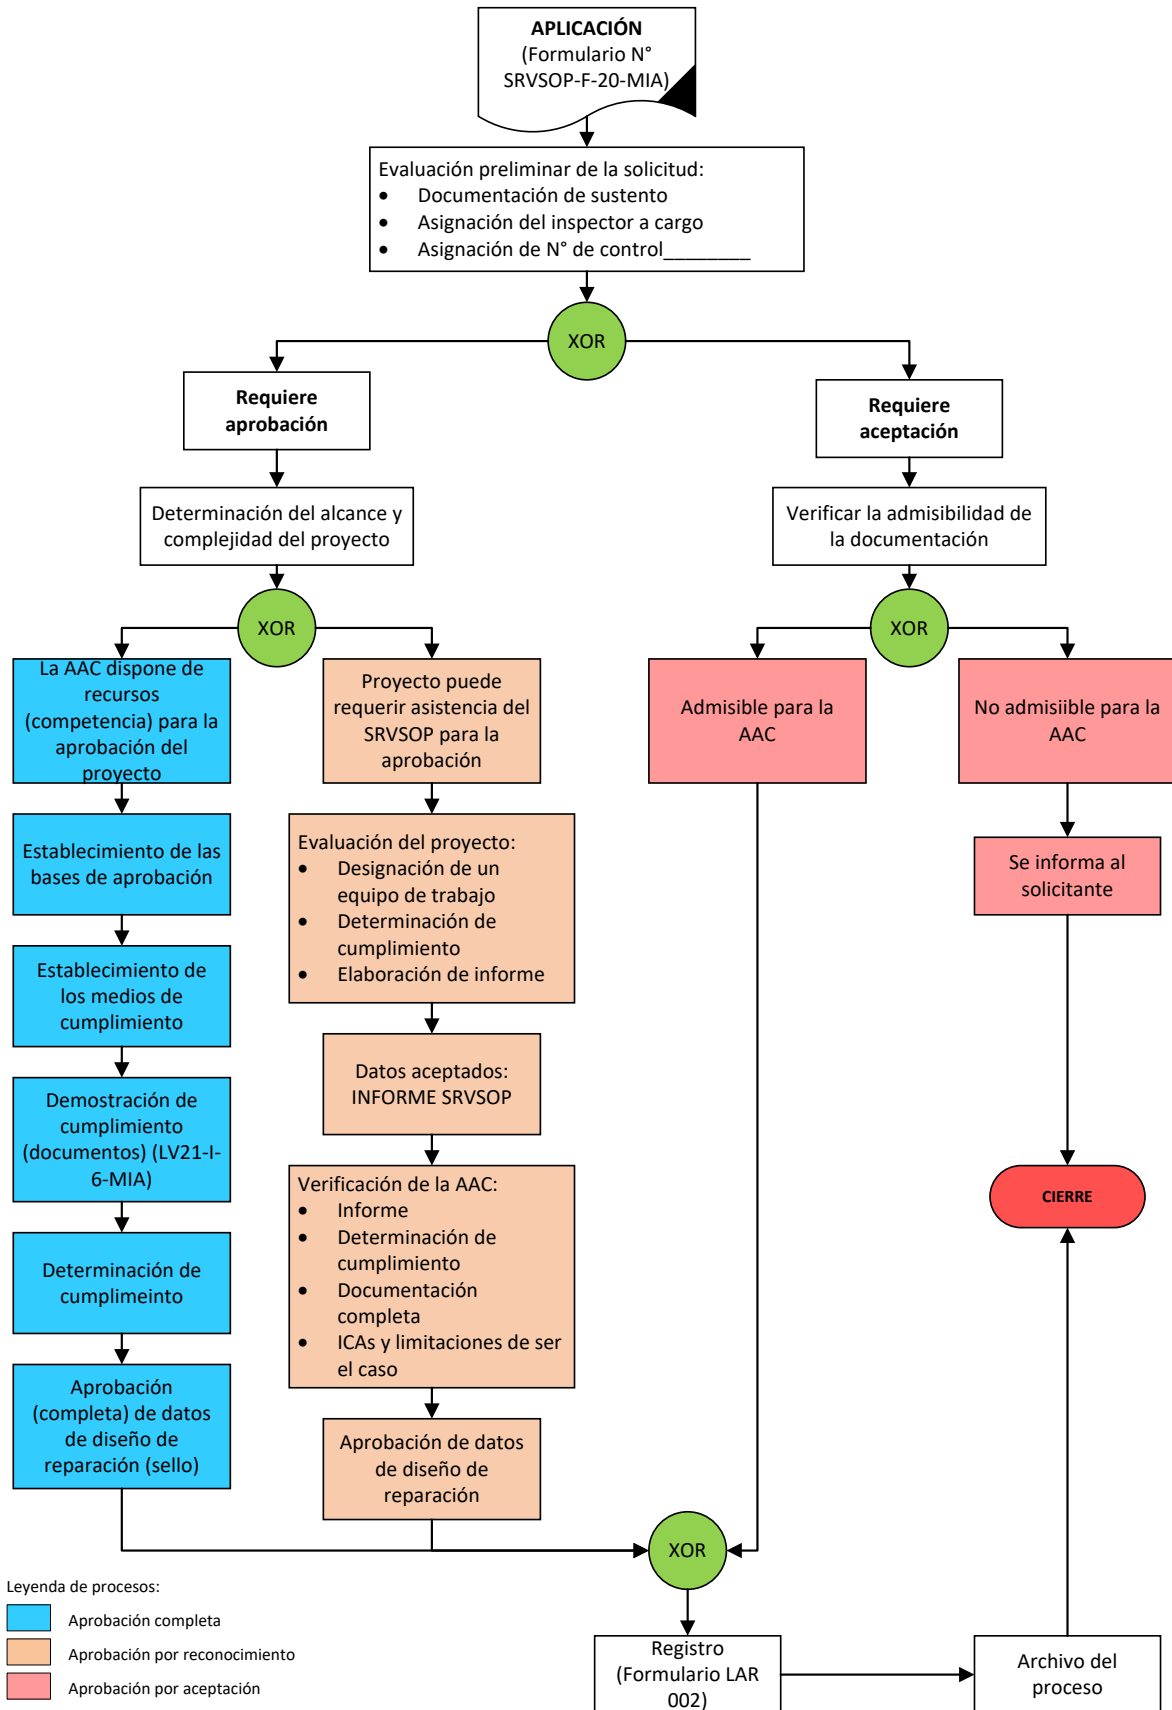 APLICACIÓN
(Formulario N°
SRVSOP-F-20-MIA)
Evaluación preliminar de la solicitud:
• Documentación de sustento
• Asignación del inspector a cargo
• Asignación de N° de control________
XOR
Requiere
aprobación
Requiere
aceptación
Determinación del alcance y
complejidad del proyecto
Verificar la admisibilidad de
la documentación
XOR
XOR
La AAC dispone de
recursos
(competencia) para la
aprobación del
proyecto
Proyecto puede
requerir asistencia del
SRVSOP para la
aprobación
Admisible para la
AAC
No admisiible para la
AAC
Establecimiento de las
bases de aprobación
Evaluación del proyecto:
• Designación de un
equipo de trabajo
• Determinación de
cumplimiento
• Elaboración de informe
Se informa al
solicitante
Establecimiento de
los medios de
cumplimiento
Datos aceptados:
INFORME SRVSOP
Demostración de
cumplimiento
(documentos) (LV21-I-
6-MIA)
Verificación de la AAC:
• Informe
• Determinación de
cumplimiento
• Documentación
completa
• ICAs y limitaciones de ser
el caso
CIERRE
Determinación de
cumplimeinto
Aprobación
(completa) de datos
de diseño de
reparación (sello)
Aprobación de datos
de diseño de
reparación
XOR
Leyenda de procesos:
Aprobación completa
Aprobación por reconocimiento
Aprobación por aceptación
Registro
(Formulario LAR
002)
Archivo del
proceso